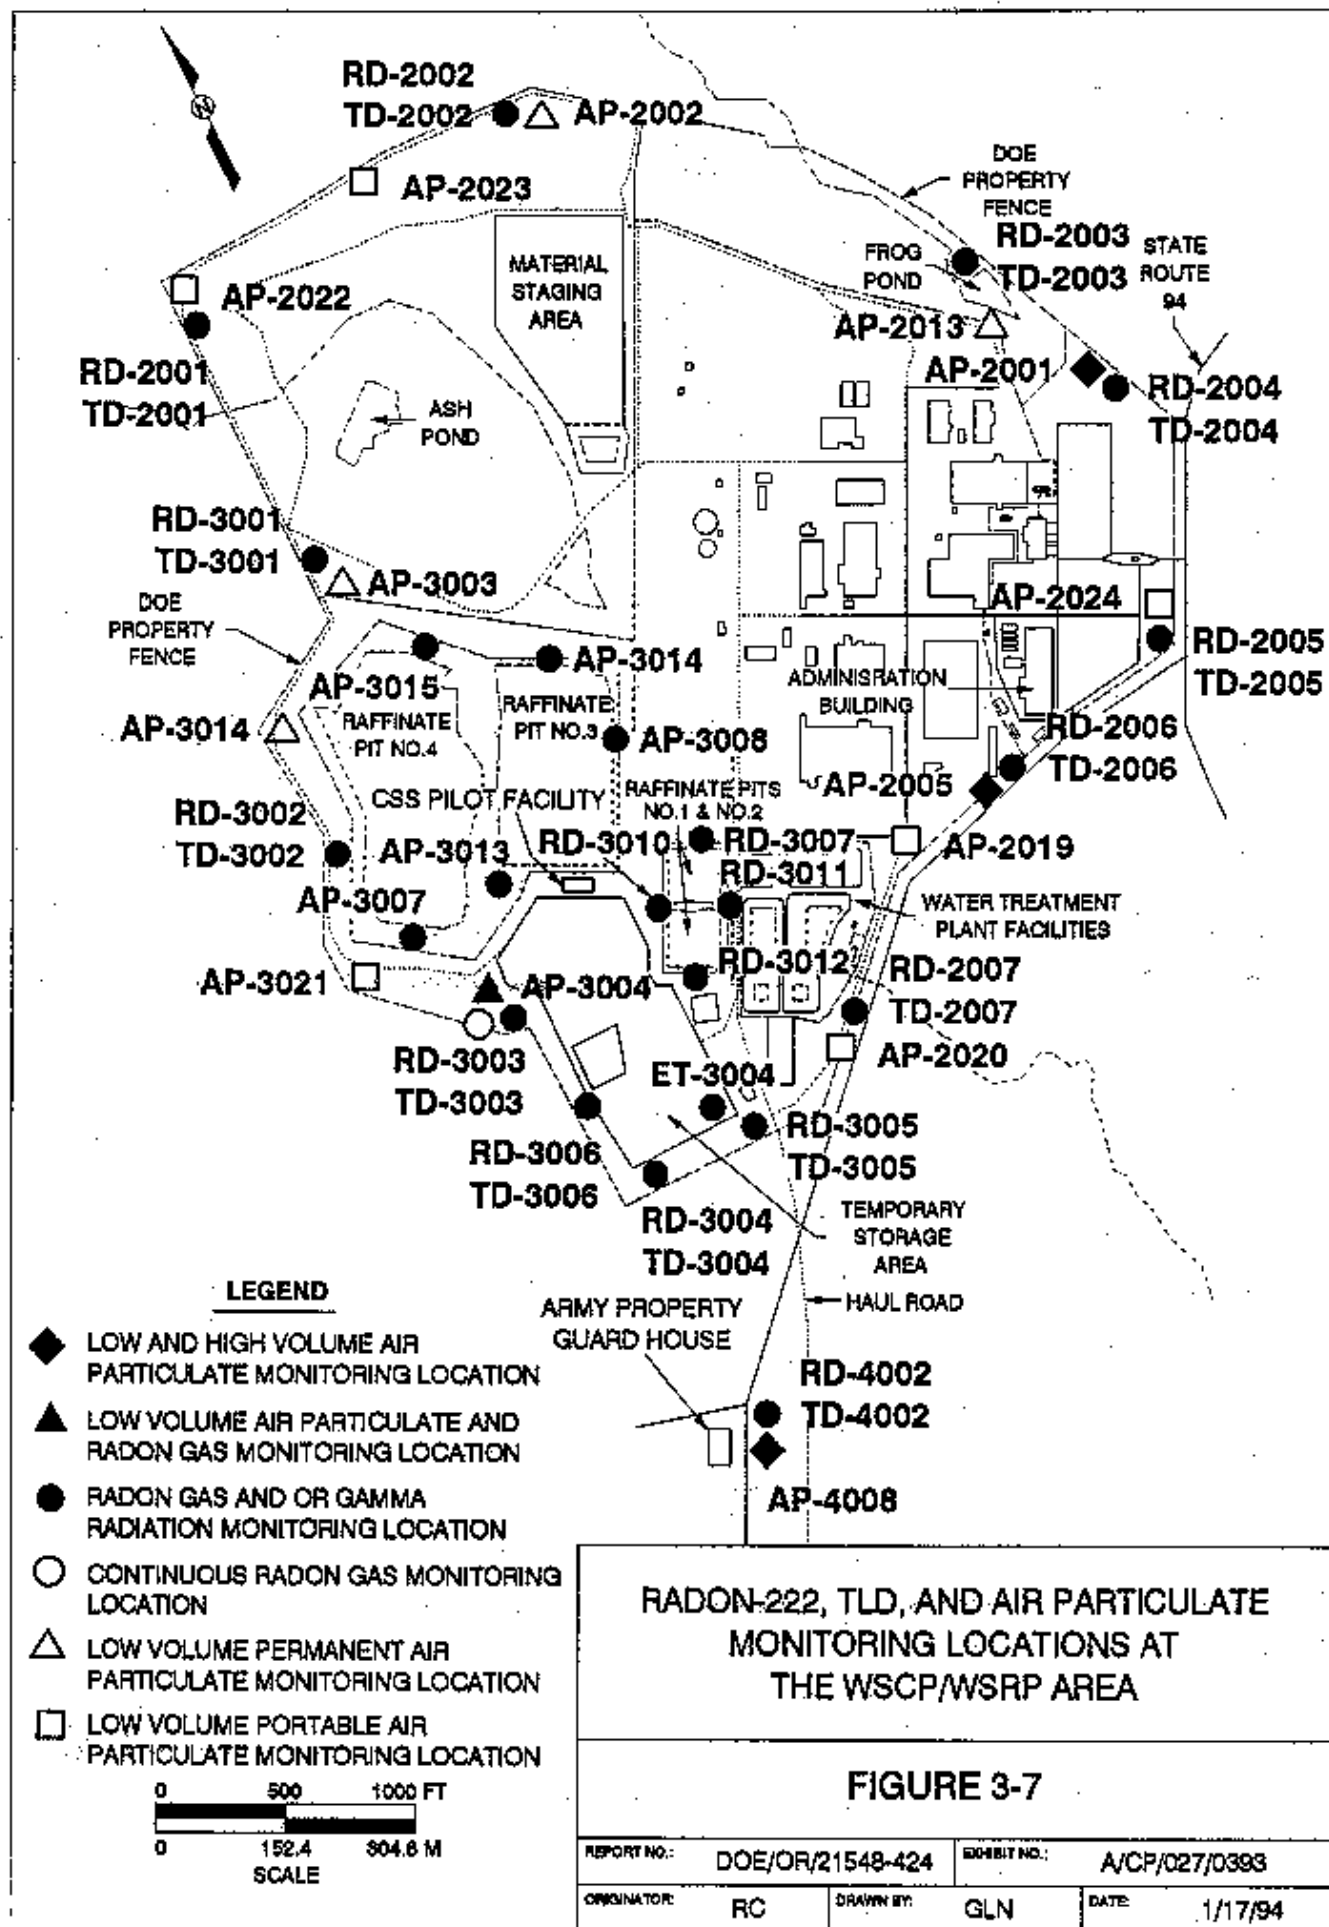 N
RD-2002
TD-2002
AP-2002
AP-2023
DOE
PROPERTY
FENCE
RD-2003
TD-2003
STATE
ROUTE
94
FROG
POND
MATERIAL
STAGING
AREA
AP-2022
AP-2013
AP-2001
RD-2001
TD-2001
RD-2004
TD-2004
ASH
POND
RD-3001
TD-3001
AP-3003
AP-2024
DOE
PROPERTY
FENCE
RD-2005
TD-2005
AP-3014
AP-3015
ADMINISRATION
BUILDING
RAFFINATE
PIT NO.3
RAFFINATE
PIT NO.4
AP-3014
AP-3008
RD-2006
TD-2006
CSS PILOT FACILITY
RAFFINATE PITS
NO.1 & NO.2
AP-2005
RD-3002
TD-3002
AP-3013
RD-3010
RD-3007
AP-2019
RD-3011
AP-3007
WATER TREATMENT
PLANT FACILITIES
AP-3021
AP-3004
RD-3012
RD-2007
TD-2007
RD-3003
TD-3003
ET-3004
AP-2020
RD-3005
TD-3005
RD-3006
TD-3006
RD-3004
TD-3004
TEMPORARY
STORAGE
AREA
HAUL ROAD
ARMY PROPERTY
GUARD HOUSE
RD-4002
TD-4002
AP-4008
LEGEND
LOW AND HIGH VOLUME AIR
PARTICULATE MONITORING LOCATION
LOW VOLUME AIR PARTICULATE AND
RADON GAS MONITORING LOCATION
RADON GAS AND OR GAMMA
RADIATION MONITORING LOCATION
CONTINUOUS RADON GAS MONITORING
LOCATION
LOW VOLUME PERMANENT AIR
PARTICULATE MONITORING LOCATION
LOW VOLUME PORTABLE AIR
PARTICULATE MONITORING LOCATION
0 500 1000 FT
0 152.4 304.8 M
SCALE
RADON-222, TLD, AND AIR PARTICULATE
MONITORING LOCATIONS AT
THE WSCP/WSRP AREA
FIGURE 3-7
REPORT NO.: DOE/OR/21548-424 EXHIBIT NO.: A/CP/027/0393
ORIGINATOR: RC DRAWN BY: GLN DATE: 1/17/94